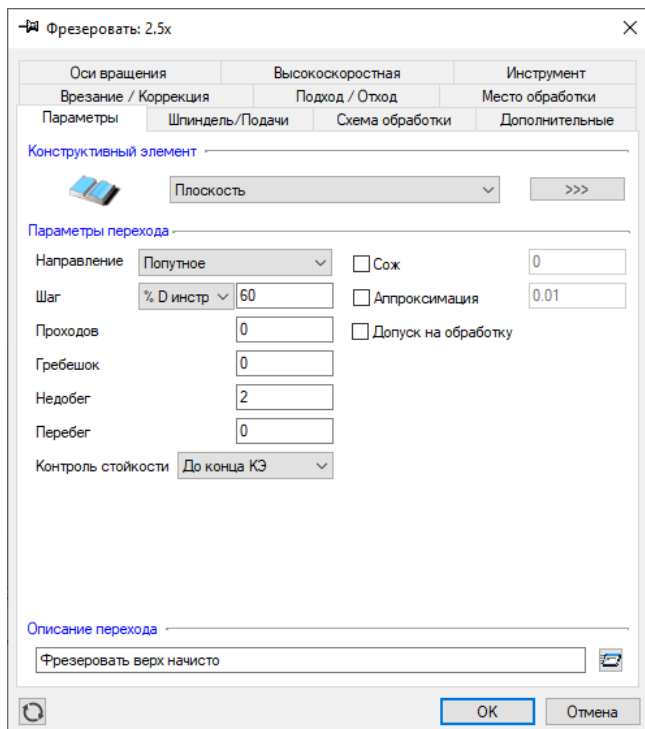 Фрезеровать: 2.5x
Оси вращения Высокоскоростная Инструмент
Врезание / Коррекция Подход / Отход Место обработки
Параметры Шпиндель/Подачи Схема обработки Дополнительные
Конструктивный элемент
Плоскость >>>
Параметры перехода
Направление Попутное Сож 0
Шаг % D инстр 60 Аппроксимация 0.01
Проходов 0 Допуск на обработку
Гребешок 0
Недобег 2
Перебег 0
Контроль стойкости До конца КЭ
Описание перехода
Фрезеровать верх начисто
OK Отмена